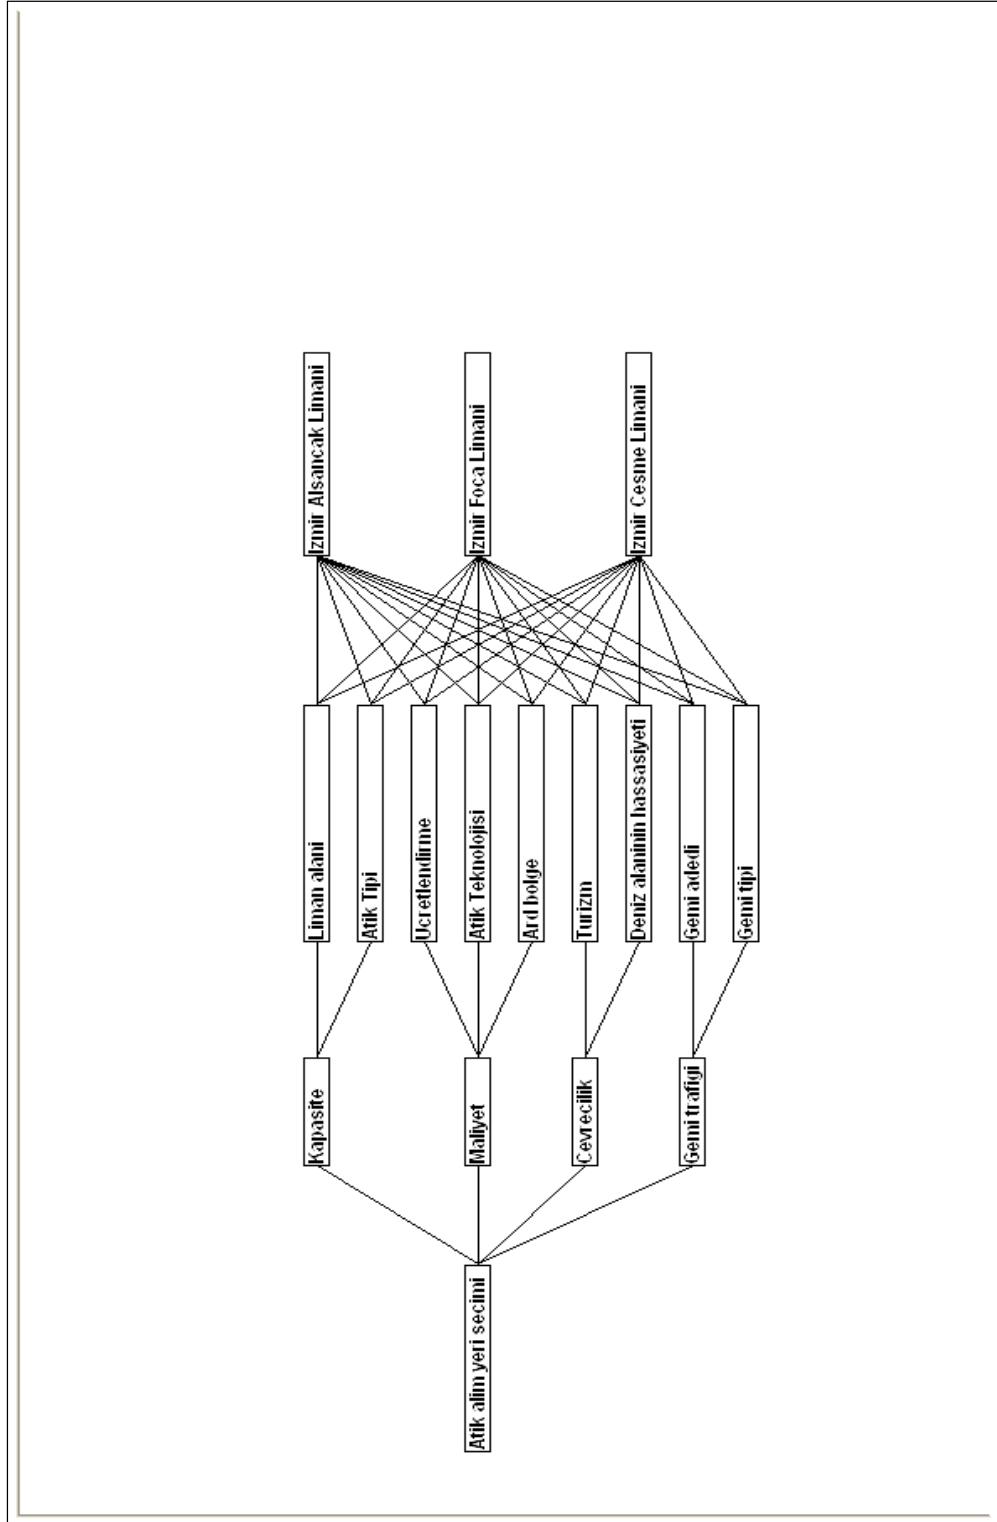 Atik alim yeri secimi
Kapasite
Maliyet
Cevrecilik
Gemi trafigi
Liman alani
Atik Tipi
Ucretlendirme
Atik Teknolojisi
Ard bolge
Turizm
Deniz alaninin hassasiyeti
Gemi adedi
Gemi tipi
Izmir Alsancak Limani
Izmir Foca Limani
Izmir Cesme Limani